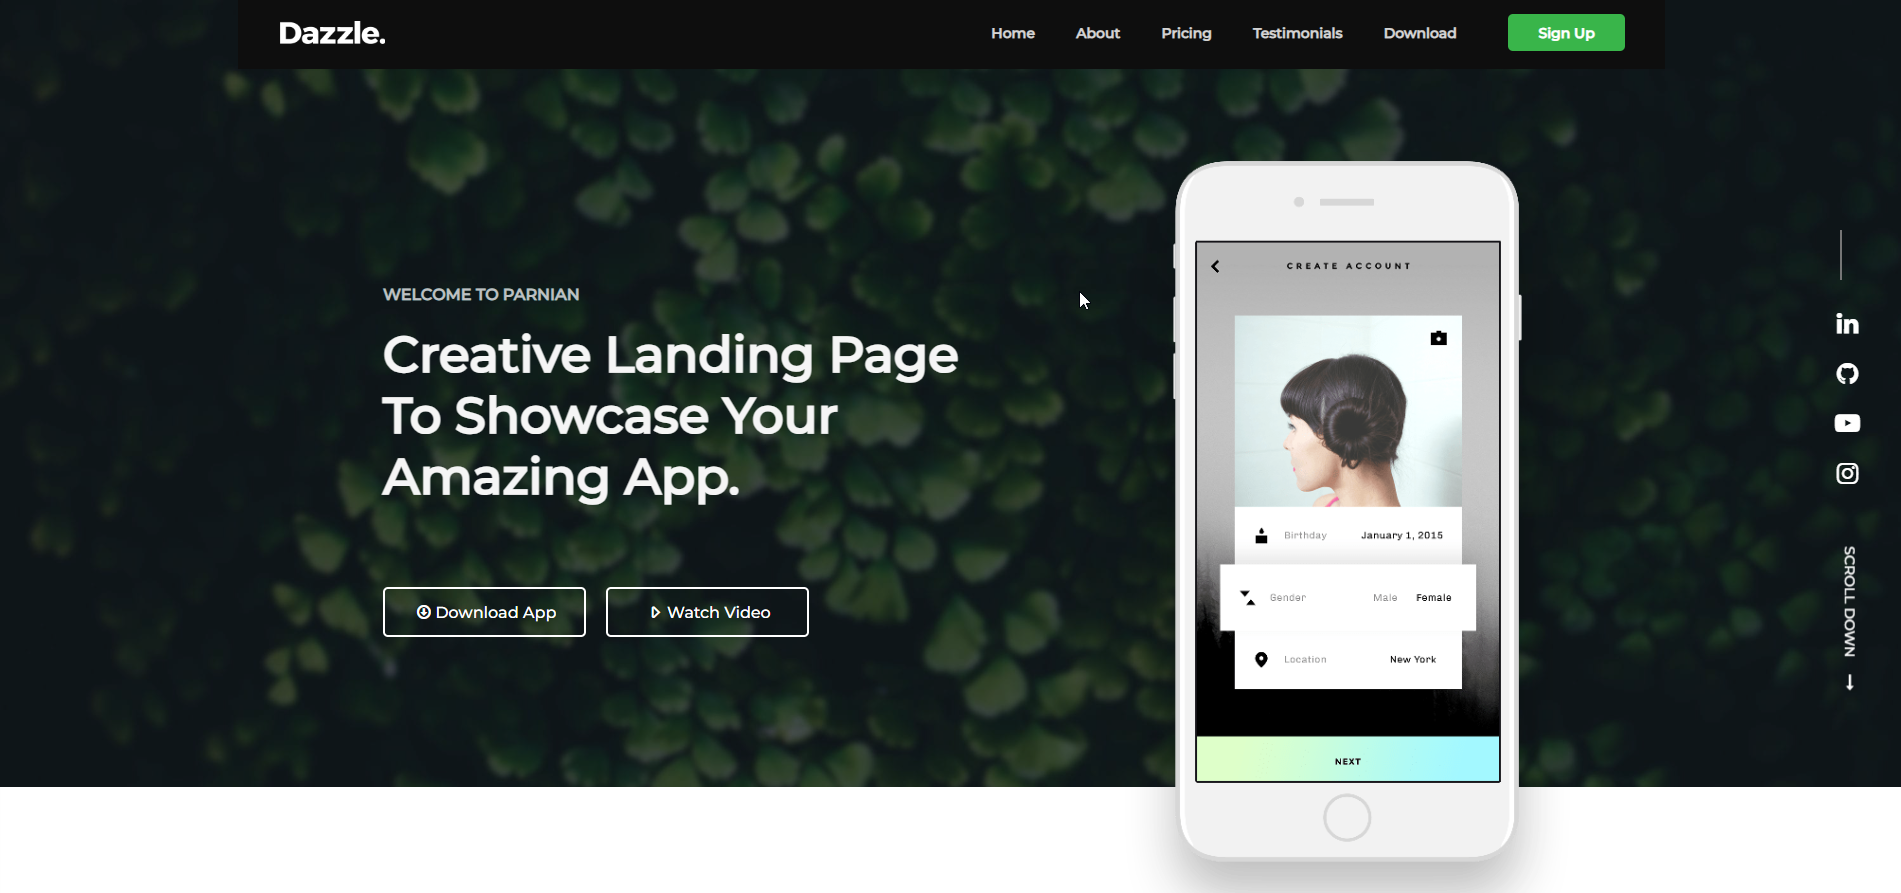 Dazzle.
Home About Pricing Testimonials Download Sign Up
WELCOME TO PARNIAN
Creative Landing Page
To Showcase Your
Amazing App.
Download App Watch Video
CREATE ACCOUNT
Birthday January 1, 2015
Gender Male Female
Location New York
NEXT
SCROLL DOWN